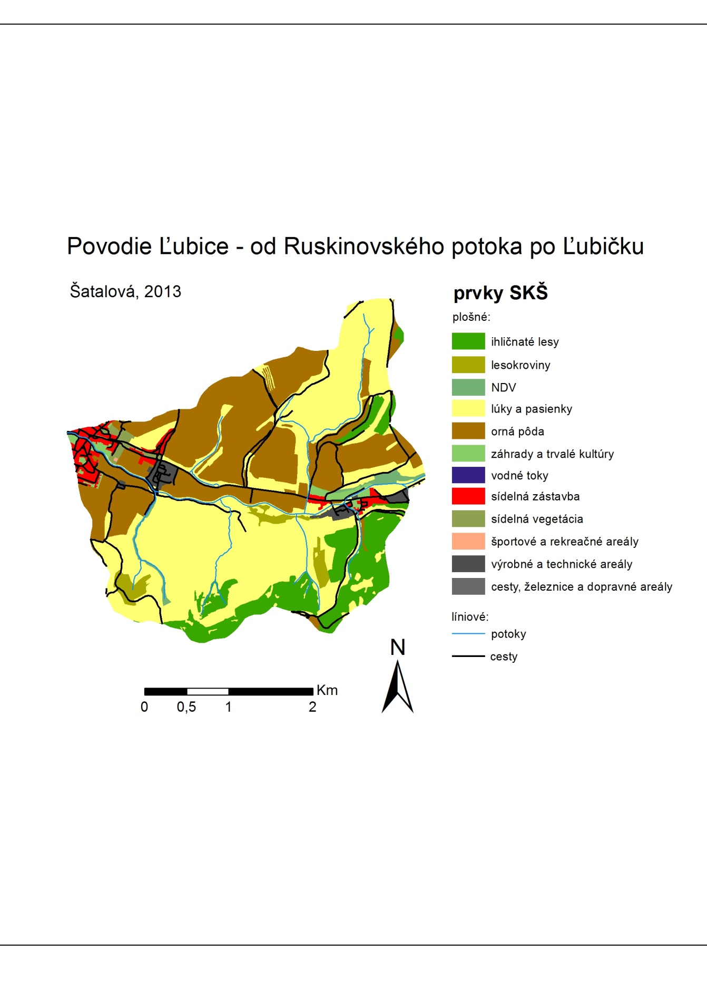 Povodie Ľubice - od Ruskinovského potoka po Ľubičku
Šatalová, 2013
prvky SKŠ
plošné:
ihličnaté lesy
lesokroviny
NDV
lúky a pasienky
orná pôda
záhrady a trvalé kultúry
vodné toky
sídelná zástavba
sídelná vegetácia
športové a rekreačné areály
výrobné a technické areály
cesty, železnice a dopravné areály
líniové:
potoky
cesty
N
Km
0 0,5 1 2